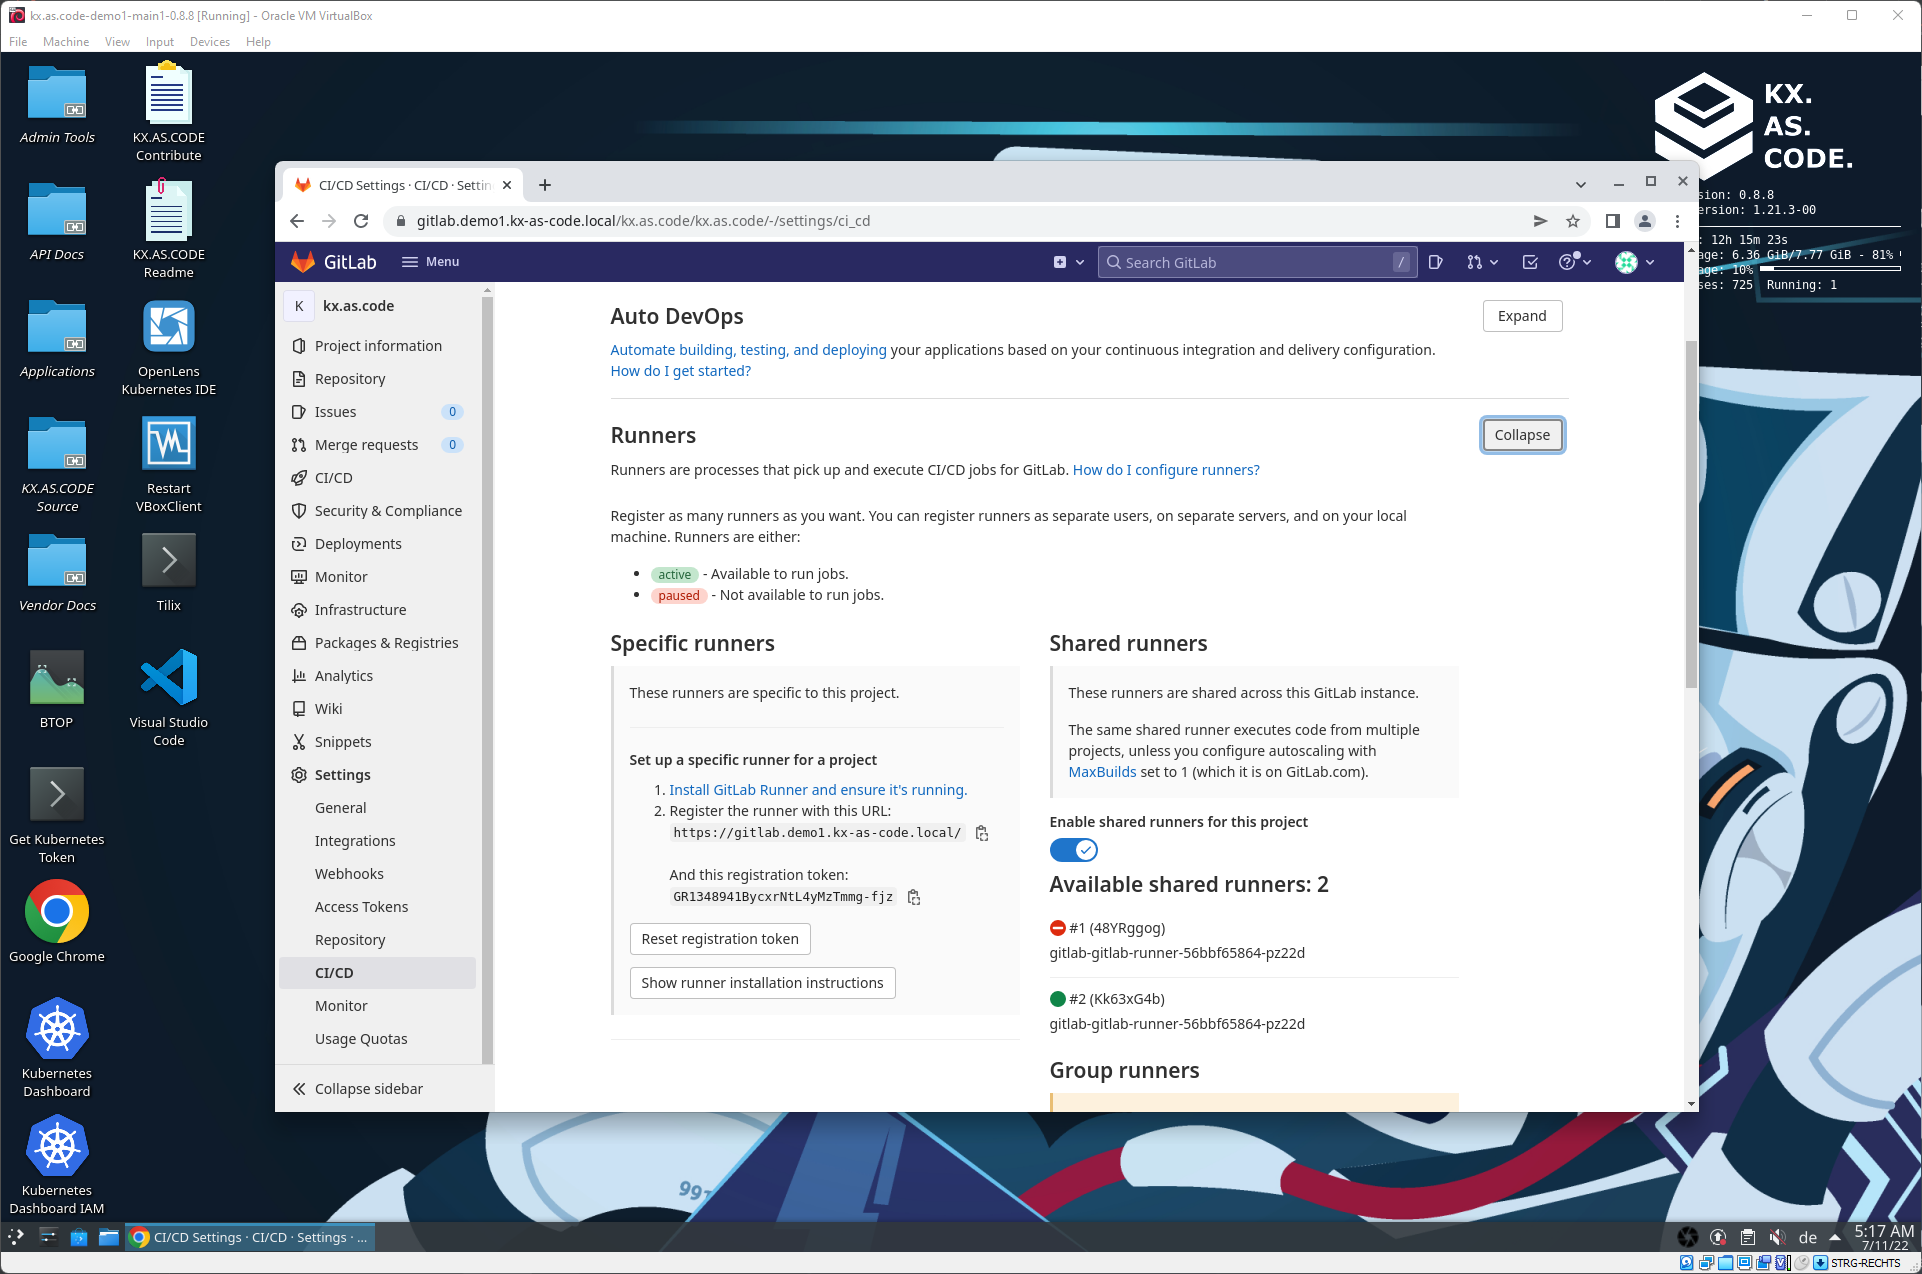 kx.as.code-demo1-main1-0.8.8 [Running] - Oracle VM VirtualBox
File Machine View Input Devices Help
Admin Tools
KX.AS.CODE
Contribute
API Docs
KX.AS.CODE
Readme
Applications
OpenLens
Kubernetes IDE
KX.AS.CODE
Source
Restart
VBoxClient
Vendor Docs
Tilix
BTOP
Visual Studio
Code
Get Kubernetes
Token
Google Chrome
Kubernetes
Dashboard
Kubernetes
Dashboard IAM
KX.
AS.
CODE.
sion: 0.8.8
ersion: 1.21.3-00
: 12h 15m 23s
age: 6.36 GiB/7.77 GiB - 81%
age: 10%
ses: 725 Running: 1
CI/CD Settings · CI/CD · Settin
gitlab.demo1.kx-as-code.local/kx.as.code/kx.as.code/-/settings/ci_cd
GitLab
Menu
Search GitLab
/
K
kx.as.code
Project information
Repository
Issues 0
Merge requests 0
CI/CD
Security & Compliance
Deployments
Monitor
Infrastructure
Packages & Registries
Analytics
Wiki
Snippets
Settings
General
Integrations
Webhooks
Access Tokens
Repository
CI/CD
Monitor
Usage Quotas
Collapse sidebar
Auto DevOps
Expand
Automate building, testing, and deploying your applications based on your continuous integration and delivery configuration.
How do I get started?
Runners
Collapse
Runners are processes that pick up and execute CI/CD jobs for GitLab. How do I configure runners?
Register as many runners as you want. You can register runners as separate users, on separate servers, and on your local
machine. Runners are either:
• active - Available to run jobs.
• paused - Not available to run jobs.
Specific runners
These runners are specific to this project.
Set up a specific runner for a project
1. Install GitLab Runner and ensure it's running.
2. Register the runner with this URL:
https://gitlab.demo1.kx-as-code.local/
And this registration token:
GR1348941BycxrNtL4yMzTmmg-fjz
Reset registration token
Show runner installation instructions
Shared runners
These runners are shared across this GitLab instance.
The same shared runner executes code from multiple
projects, unless you configure autoscaling with
MaxBuilds set to 1 (which it is on GitLab.com).
Enable shared runners for this project
Available shared runners: 2
#1 (48YRggog)
gitlab-gitlab-runner-56bbf65864-pz22d
#2 (Kk63xG4b)
gitlab-gitlab-runner-56bbf65864-pz22d
Group runners
CI/CD Settings · CI/CD · Settings · ...
de
5:17 AM
7/11/22
STRG-RECHTS